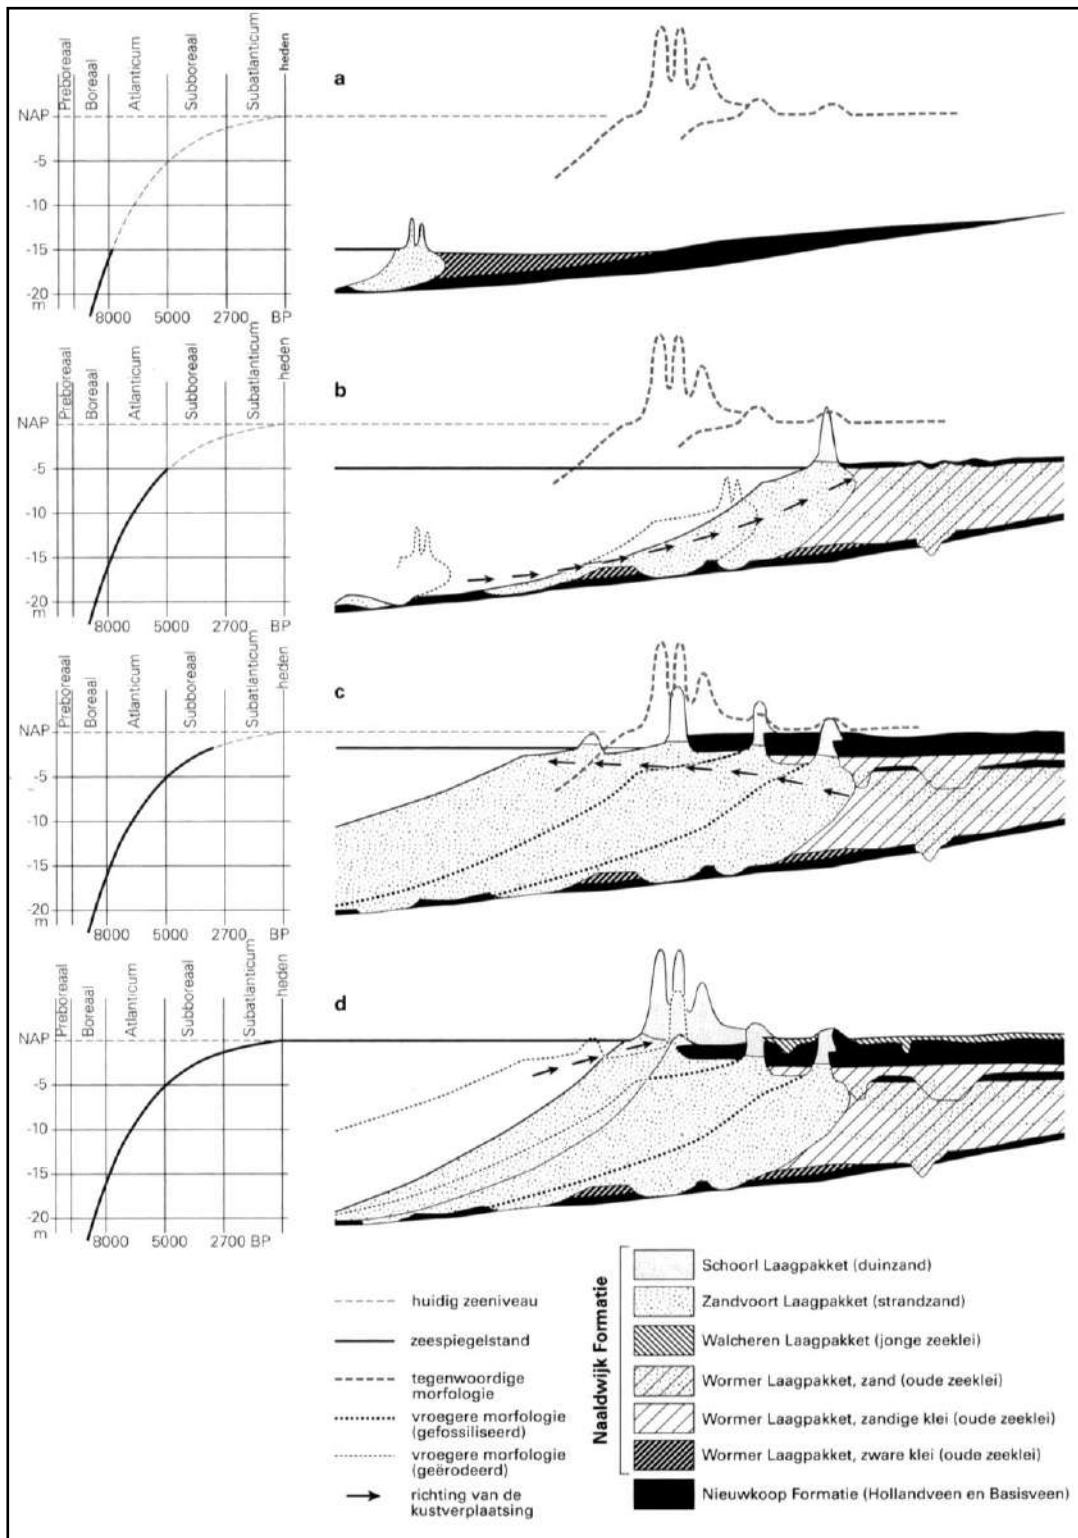 Preboreaal
Boreaal
Atlanticum
Subboreaal
Subatlanticum
heden
a
NAP
-5
-10
-15
-20
m
8000
5000
2700
BP
Preboreaal
Boreaal
Atlanticum
Subboreaal
Subatlanticum
heden
b
NAP
-5
-10
-15
-20
m
8000
5000
2700
BP
Preboreaal
Boreaal
Atlanticum
Subboreaal
Subatlanticum
heden
c
NAP
-5
-10
-15
-20
m
8000
5000
2700
BP
Preboreaal
Boreaal
Atlanticum
Subboreaal
Subatlanticum
heden
d
NAP
-5
-10
-15
-20
m
8000
5000
2700 BP
huidig zeeniveau
zeespiegelstand
tegenwoordige
morfologie
vroegere morfologie
(gefossiliseerd)
vroegere morfologie
(geërodeerd)
richting van de
kustverplaatsing
Naaldwijk Formatie
Schoorl Laagpakket (duinzand)
Zandvoort Laagpakket (strandzand)
Walcheren Laagpakket (jonge zeeklei)
Wormer Laagpakket, zand (oude zeeklei)
Wormer Laagpakket, zandige klei (oude zeeklei)
Wormer Laagpakket, zware klei (oude zeeklei)
Nieuwkoop Formatie (Hollandveen en Basisveen)